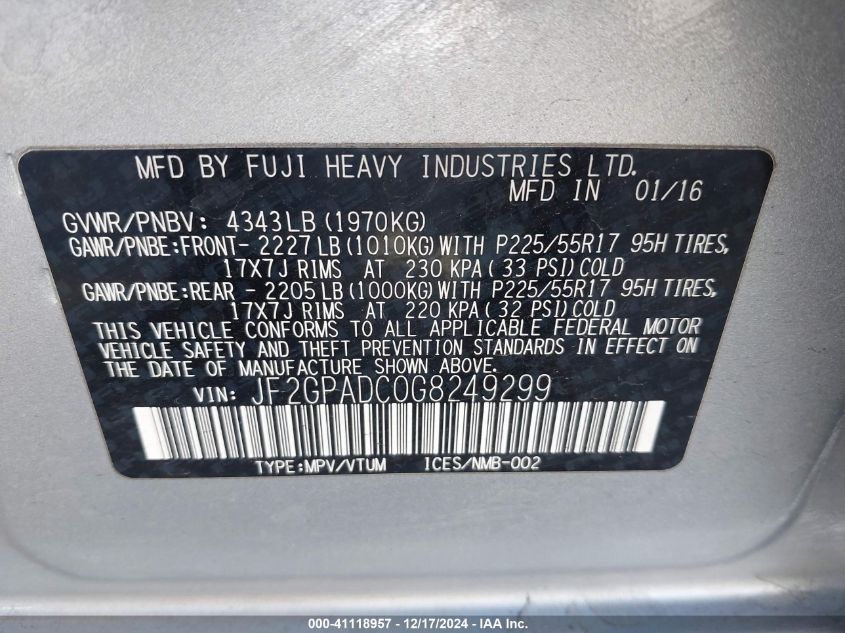 MFD BY FUJI HEAVY INDUSTRIES LTD.
MFD IN 01/16
GVWR/PNBV: 4343LB (1970KG)
GAWR/PNBE:FRONT- 2227 LB (1010KG) WITH P225/55R17 95H TIRES,
17X7J RIMS AT 230 KPA ( 33 PSI) COLD
GAWR/PNBE:REAR - 2205 LB (1000KG) WITH P225/55R17 95H TIRES,
17X7J RIMS AT 220 KPA ( 32 PSI) COLD
THIS VEHICLE CONFORMS TO ALL APPLICABLE FEDERAL MOTOR
VEHICLE SAFETY AND THEFT PREVENTION STANDARDS IN EFFECT ON
THE DATE OF MANUFACTURE SHOWN ABOVE.
VIN: JF2GPADC0G8249299
TYPE:MPV/VTUM ICES/NMB-002
000-41118957 - 12/17/2024 - IAA Inc.